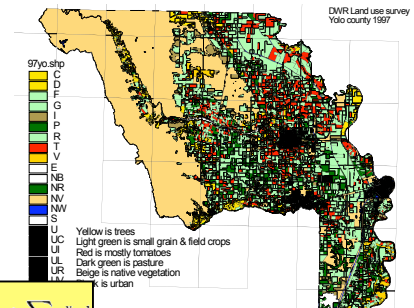 DWR Land use survey
Yolo county 1997
97yo.shp
C
D
F
G
P
R
T
V
E
NB
NR
NV
NW
S
U
UC
UI
UL
UR
Yellow is trees
Light green is small grain & field crops
Red is mostly tomatoes
Dark green is pasture
Beige is native vegetation
is urban